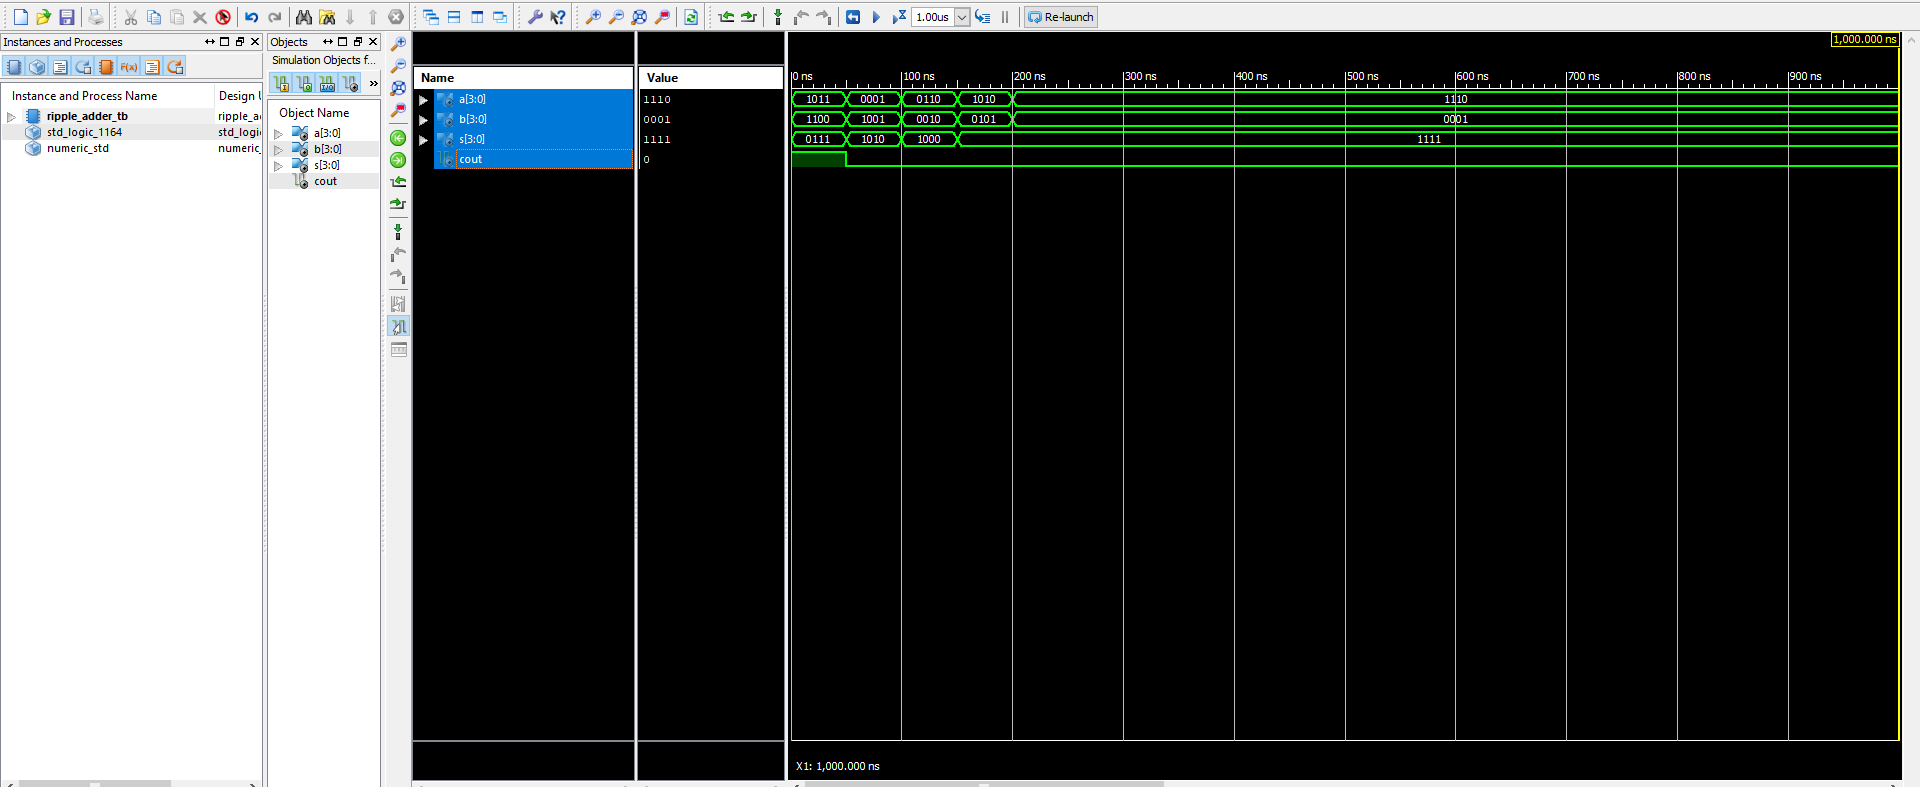 1.00us
Re-launch
Instances and Processes
Objects
Simulation Objects f...
Instance and Process Name
Design U
ripple_adder_tb
ripple_a
std_logic_1164
std_logi
numeric_std
numeric_
Object Name
a[3:0]
b[3:0]
s[3:0]
cout
F(x)
»
Name
Value
a[3:0]
1110
b[3:0]
0001
s[3:0]
1111
cout
0
1,000.000 ns
0 ns 100 ns 200 ns 300 ns 400 ns 500 ns 600 ns 700 ns 800 ns 900 ns
1011 0001 0110 1010 1110
1100 1001 0010 0101 0001
0111 1010 1000 1111
X1: 1,000.000 ns